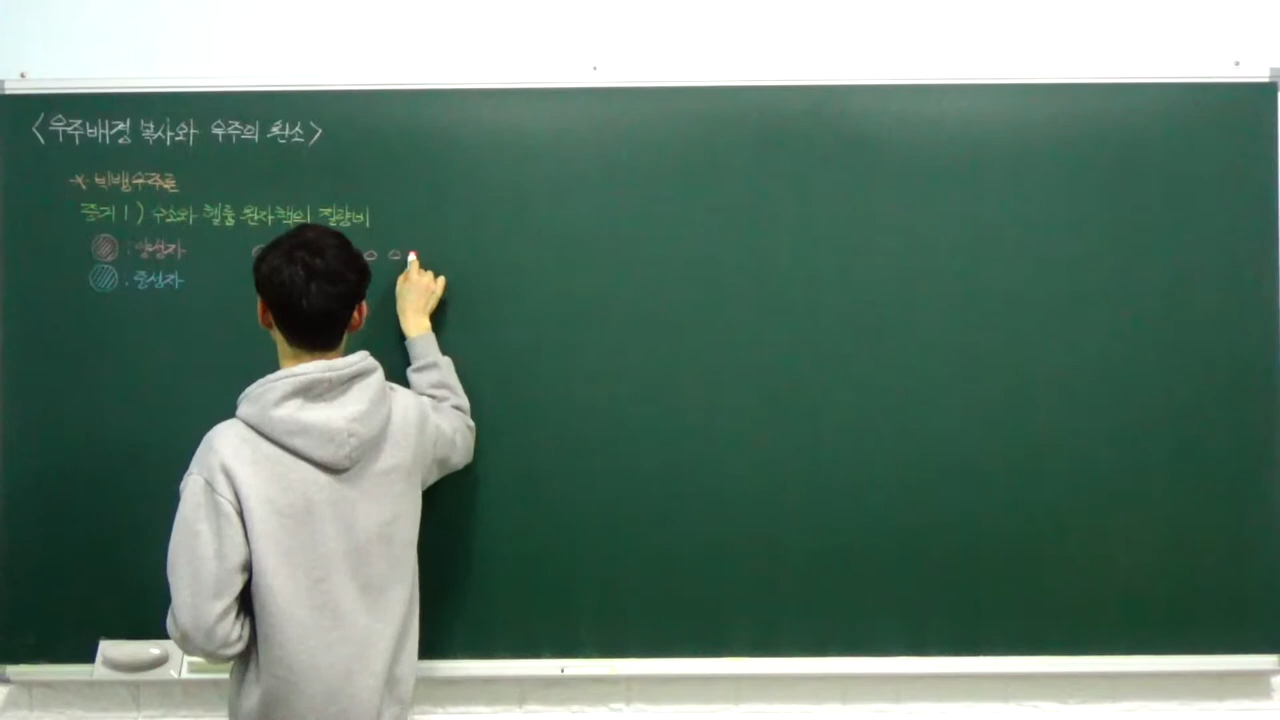 <우주배경 복사와 우주의 원소>
* 빅뱅우주론
증거 1) 수소와 헬륨 원자핵의 질량비
: 양성자
: 중성자